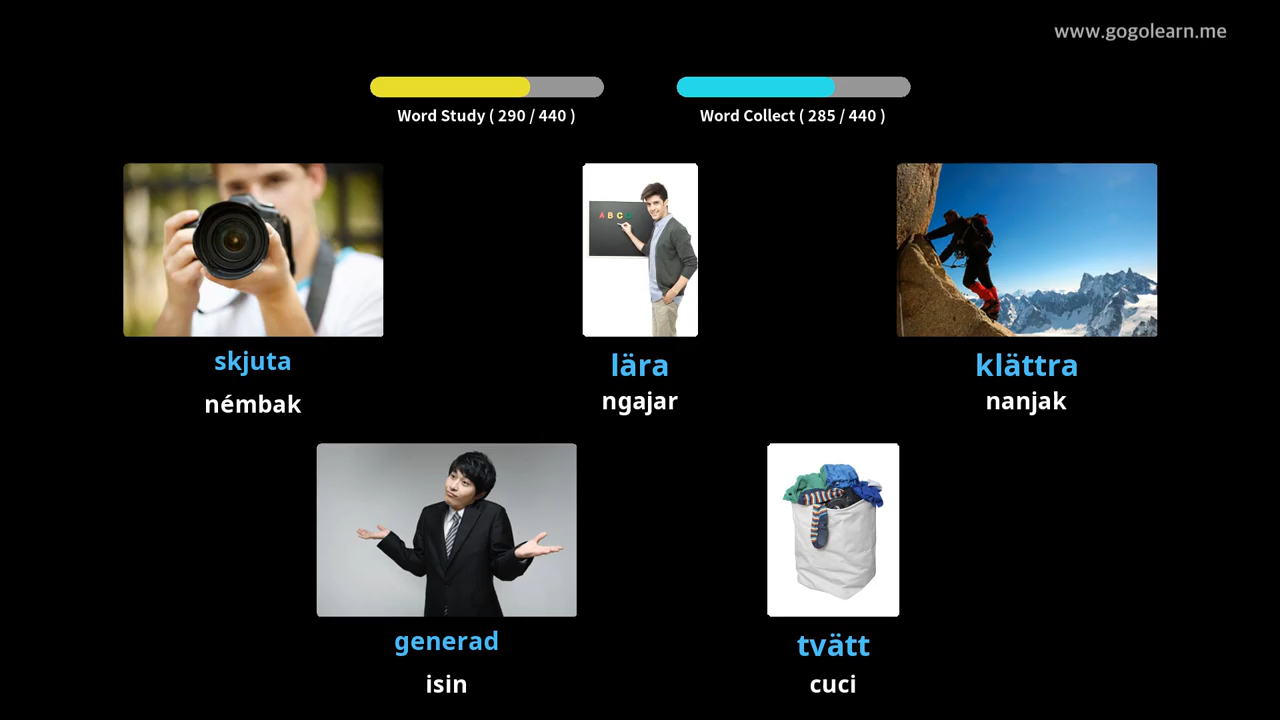 www.gogolearn.me
Word Study ( 290 / 440 )
Word Collect ( 285 / 440 )
skjuta
lära
klättra
némbak
ngajar
nanjak
generad
tvätt
isin
cuci
A B C D